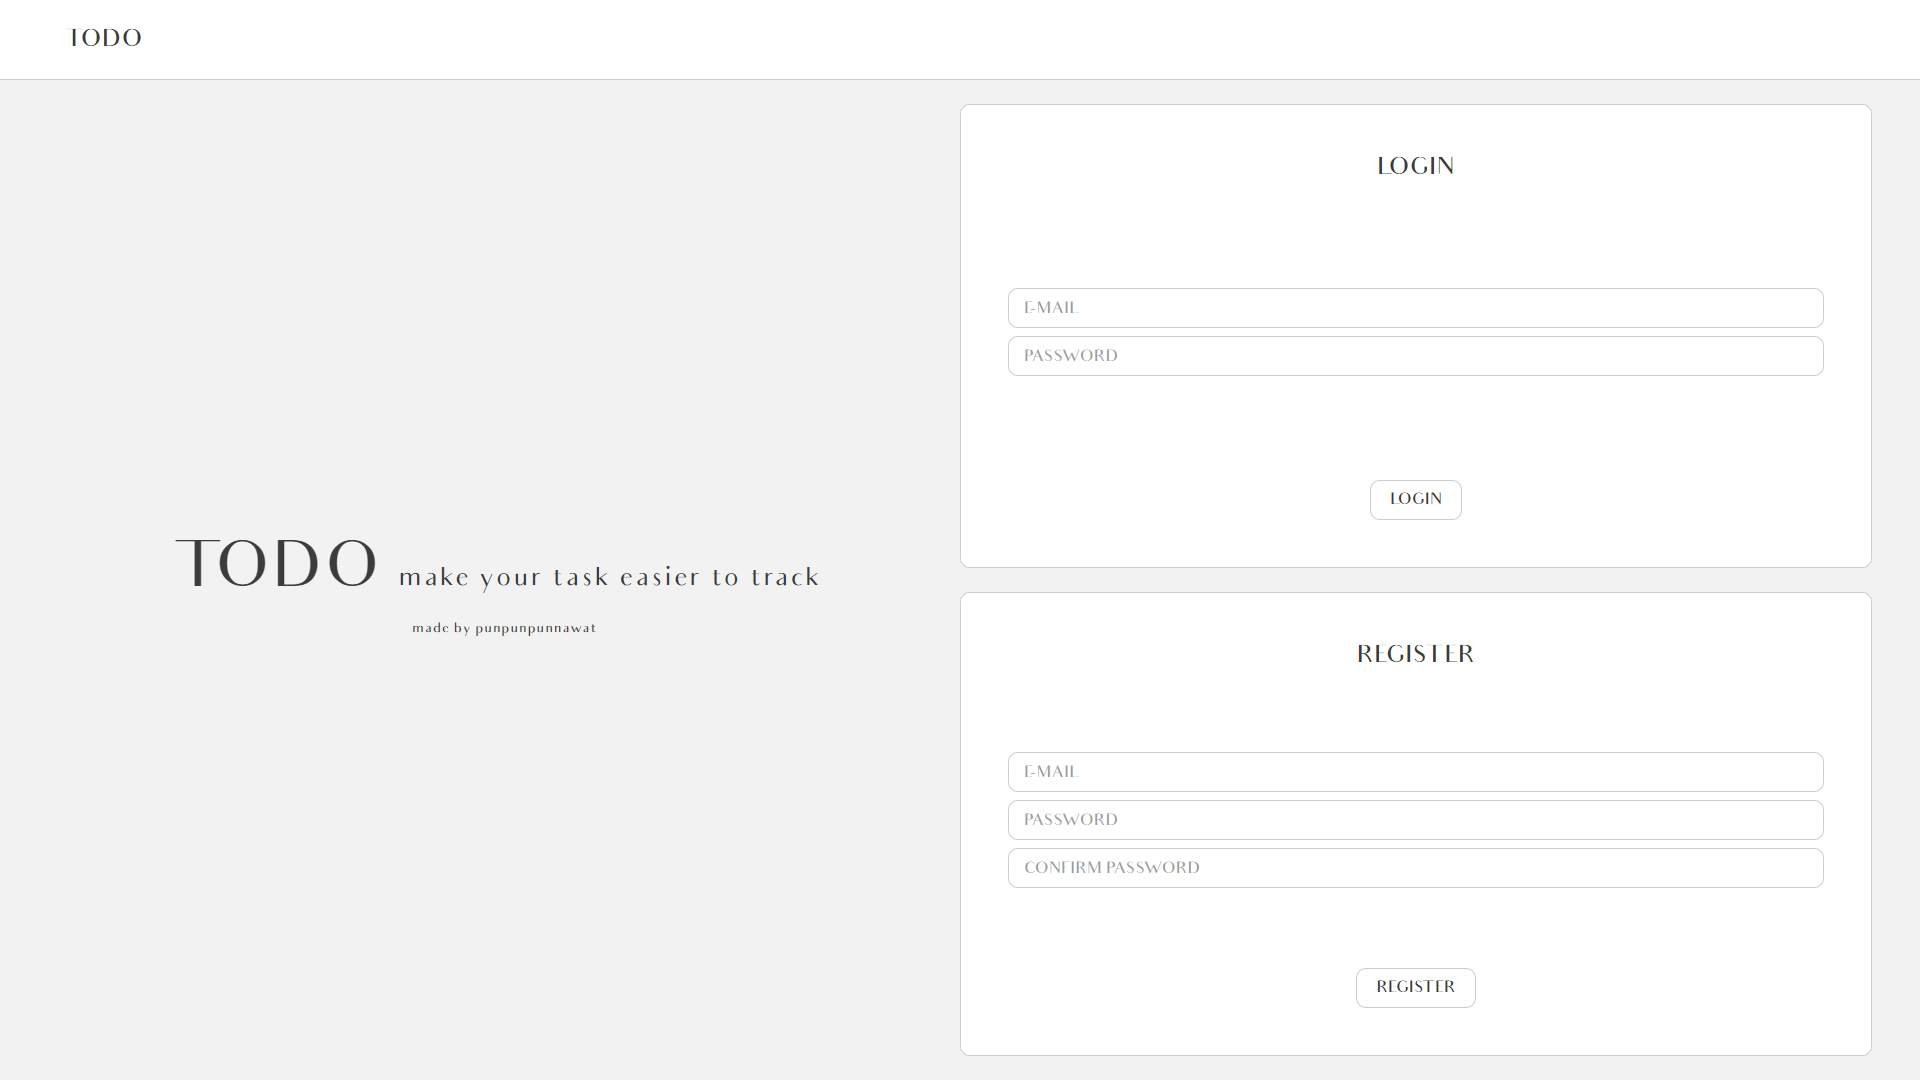 TODO
TODO make your task easier to track
made by punpunpunnawat
LOGIN
E-MAIL
PASSWORD
LOGIN
REGISTER
E-MAIL
PASSWORD
CONFIRM PASSWORD
REGISTER